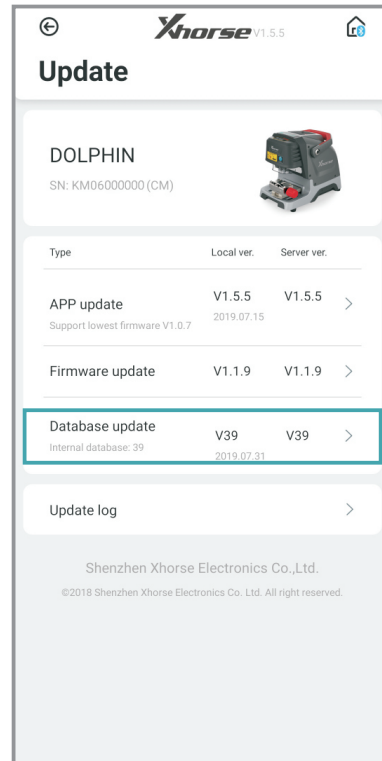 Xhorse V1.5.5
Update
DOLPHIN
SN: KM06000000(CM)
Type Local ver. Server ver.
APP update V1.5.5 V1.5.5
Support lowest firmware V1.0.7 2019.07.15
Firmware update V1.1.9 V1.1.9
Database update V39 V39
Internal database: 39 2019.07.31
Update log
Shenzhen Xhorse Electronics Co.,Ltd.
©2018 Shenzhen Xhorse Electronics Co. Ltd. All right reserved.